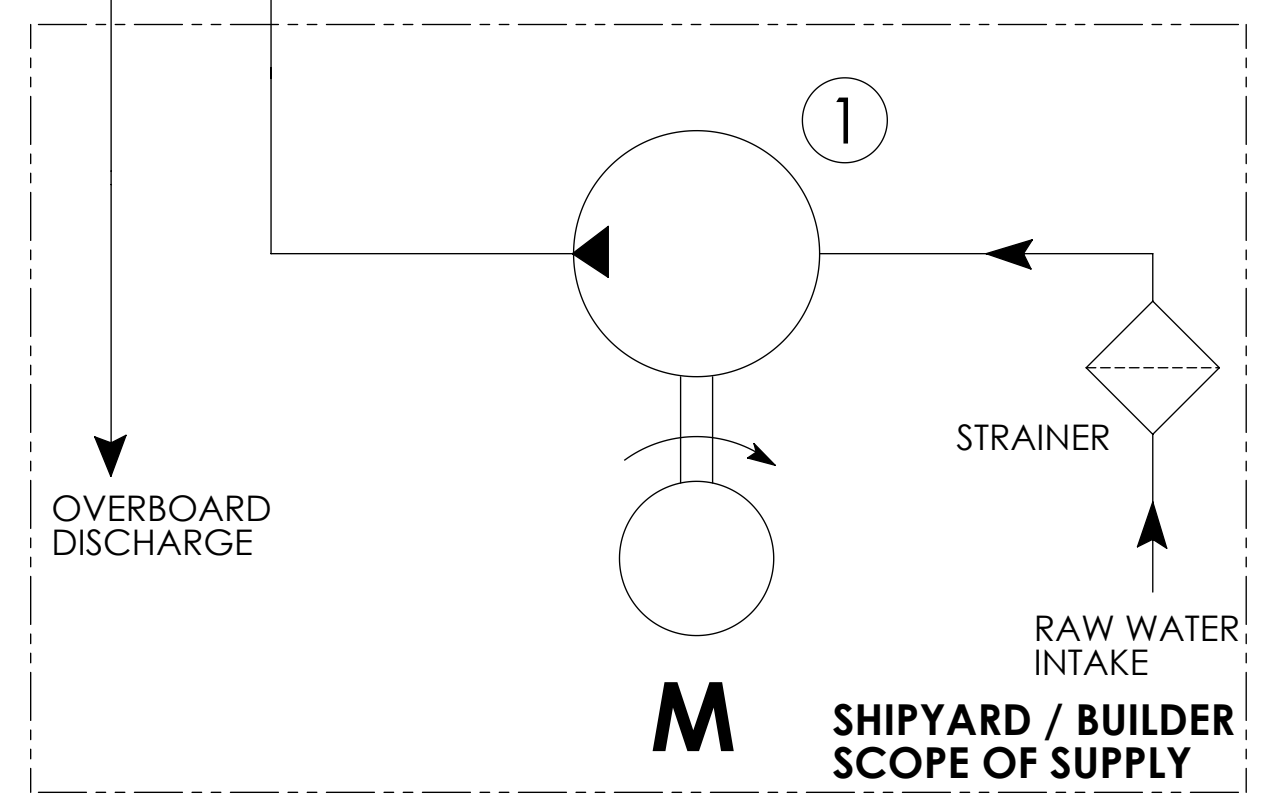 1
OVERBOARD
DISCHARGE
STRAINER
RAW WATER
INTAKE
M
SHIPYARD / BUILDER
SCOPE OF SUPPLY